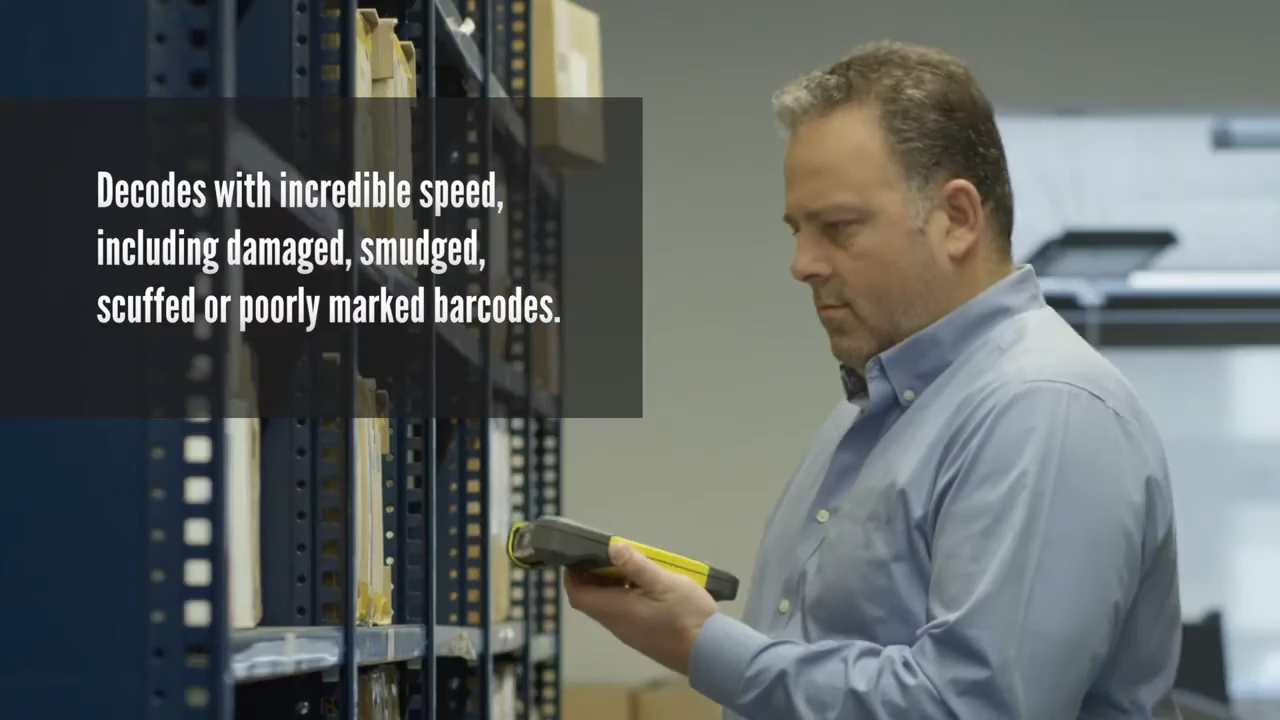 Decodes with incredible speed,
including damaged, smudged,
scuffed or poorly marked barcodes.